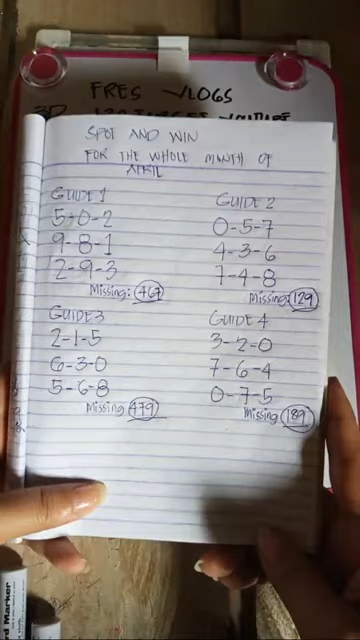 FRES VLOGS
3D
SPOT AND WIN
FOR THE WHOLE MONTH OF
APRIL
GUIDE 1
5-0-2
9-8-1
2-9-3
Missing: 467
GUIDE 2
0-5-7
4-3-6
7-4-8
Missing: 129
GUIDE 3
2-1-5
6-3-0
5-6-8
Missing 479
GUIDE 4
3-2-0
7-6-4
0-7-5
Missing 189
rd Marker